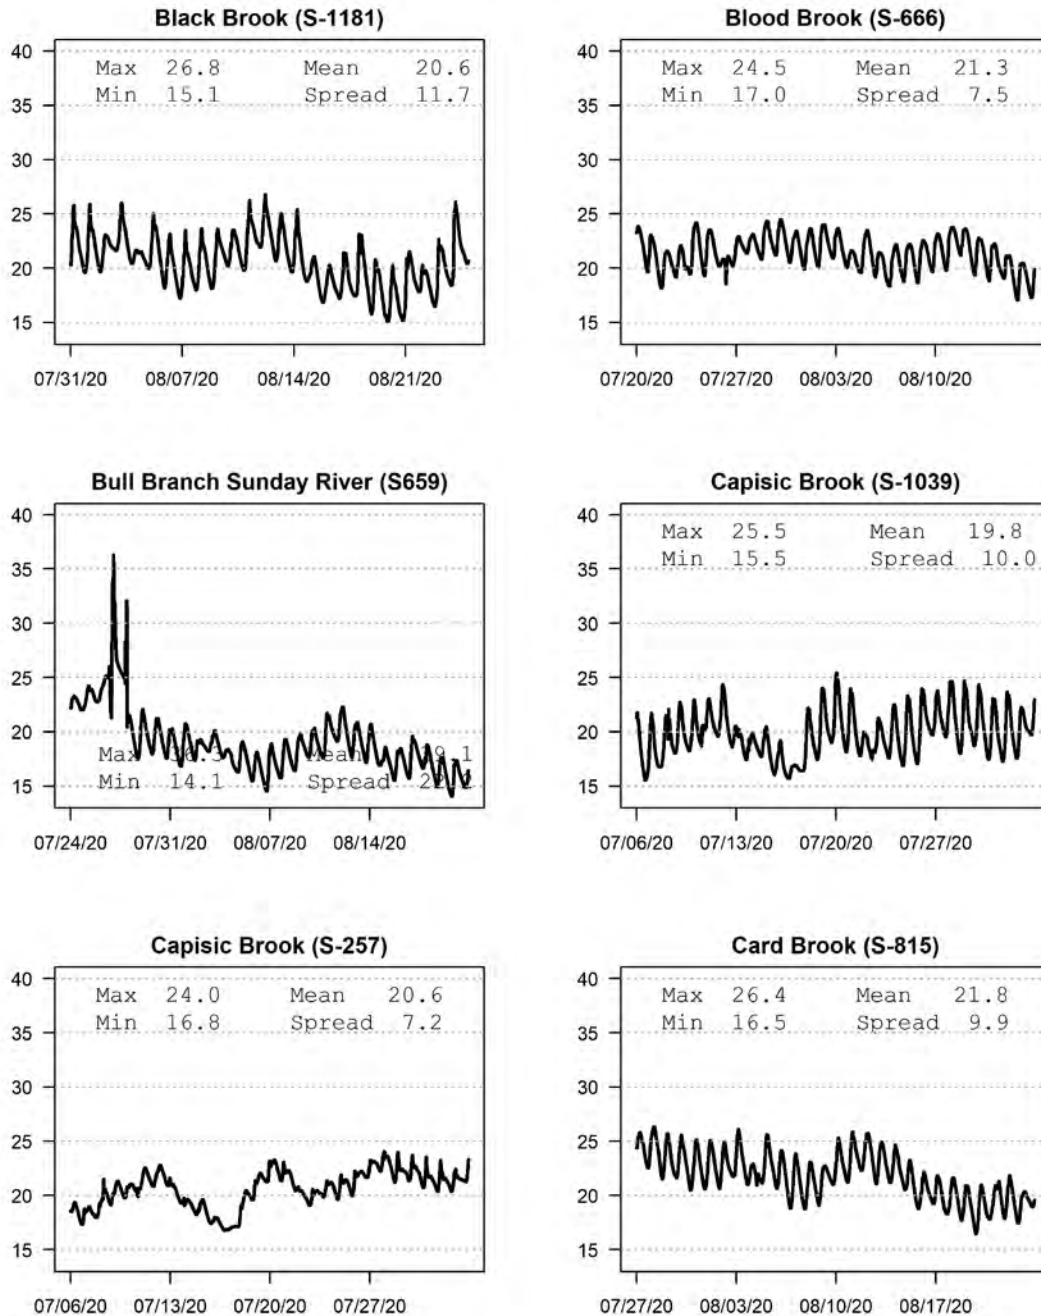 Black Brook (S-1181)
40
35
30
25
20
15
Max 26.8 Mean 20.6
Min 15.1 Spread 11.7
07/31/20 08/07/20 08/14/20 08/21/20
Blood Brook (S-666)
40
35
30
25
20
15
Max 24.5 Mean 21.3
Min 17.0 Spread 7.5
07/20/20 07/27/20 08/03/20 08/10/20
Bull Branch Sunday River (S659)
40
35
30
25
20
15
Max 36.3 Mean 19.1
Min 14.1 Spread
07/24/20 07/31/20 08/07/20 08/14/20
Capisic Brook (S-1039)
40
35
30
25
20
15
Max 25.5 Mean 19.8
Min 15.5 Spread 10.0
07/06/20 07/13/20 07/20/20 07/27/20
Capisic Brook (S-257)
40
35
30
25
20
15
Max 24.0 Mean 20.6
Min 16.8 Spread 7.2
07/06/20 07/13/20 07/20/20 07/27/20
Card Brook (S-815)
40
35
30
25
20
15
Max 26.4 Mean 21.8
Min 16.5 Spread 9.9
07/27/20 08/03/20 08/10/20 08/17/20